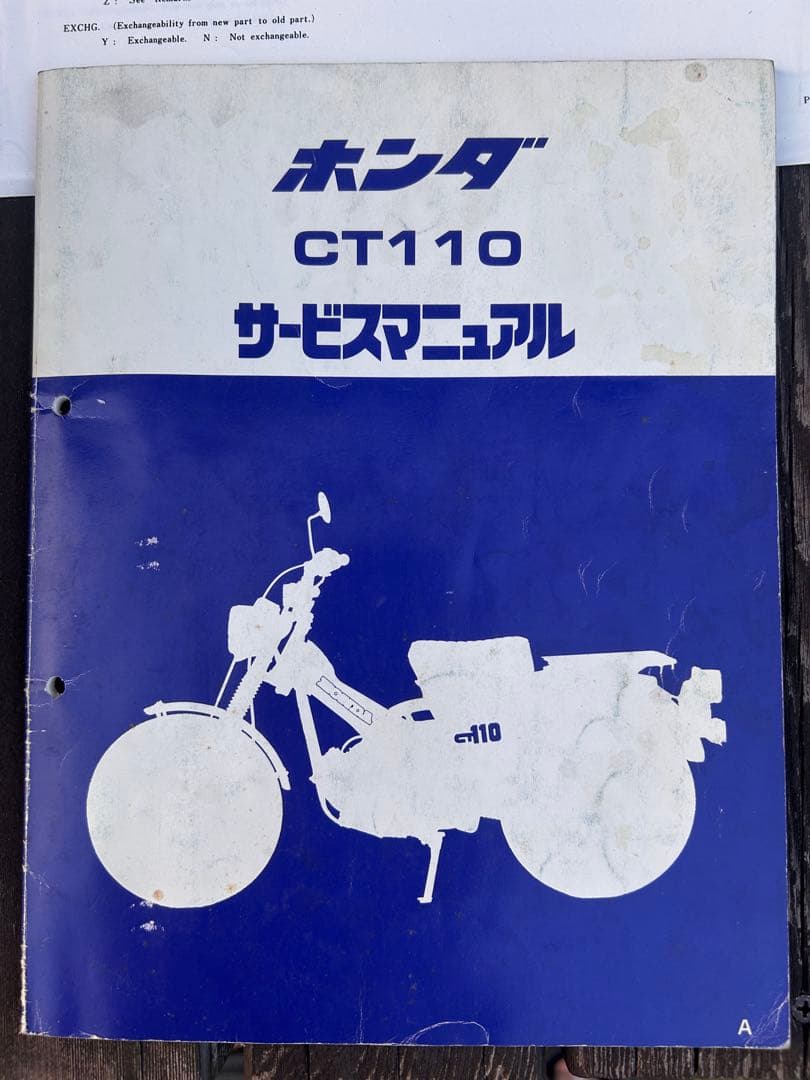 EXCHG. (Exchangeability from new part to old part.)
Y : Exchangeable. N : Not exchangeable.
P
ホンダ
CT110
サービスマニュアル
CT110
A